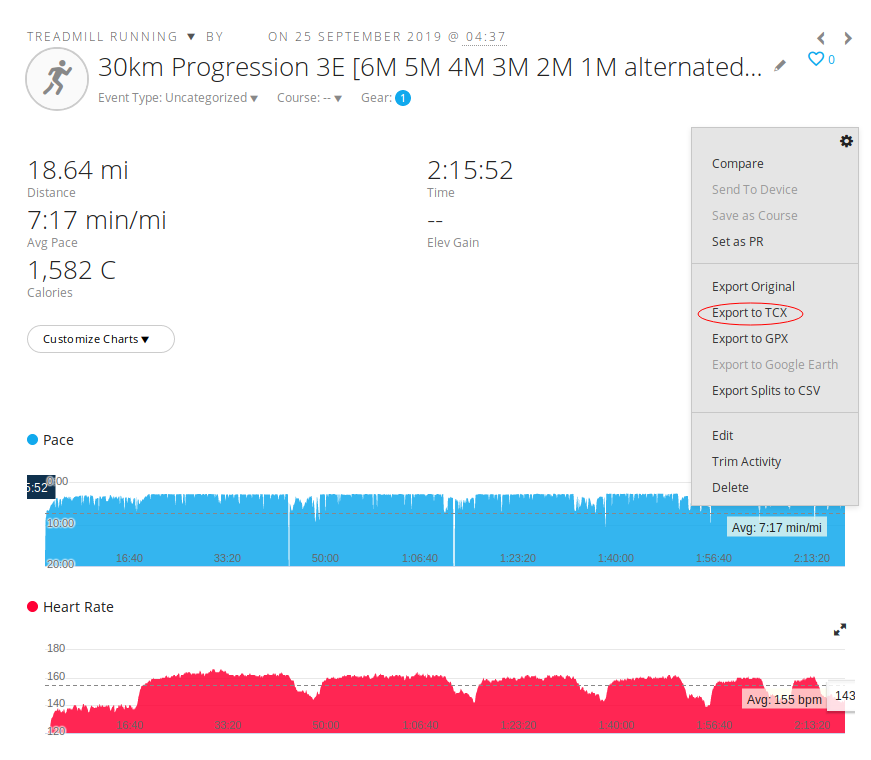 TREADMILL RUNNING ▼ BY ON 25 SEPTEMBER 2019 @ 04:37
30km Progression 3E [6M 5M 4M 3M 2M 1M alternated...
0
Event Type: Uncategorized ▼ Course: -- ▼ Gear: 1
18.64 mi
Distance
2:15:52
Time
7:17 min/mi
Avg Pace
--
Elev Gain
1,582 C
Calories
Customize Charts ▼
Compare
Send To Device
Save as Course
Set as PR
Export Original
Export to TCX
Export to GPX
Export to Google Earth
Export Splits to CSV
Edit
Trim Activity
Delete
Pace
5:52
0:00
10:00
Avg: 7:17 min/mi
20:00
16:40 33:20 50:00 1:06:40 1:23:20 1:40:00 1:56:40 2:13:20
Heart Rate
180
160
140
Avg: 155 bpm
143
120
16:40 33:20 50:00 1:06:40 1:23:20 1:40:00 1:56:40 2:13:20